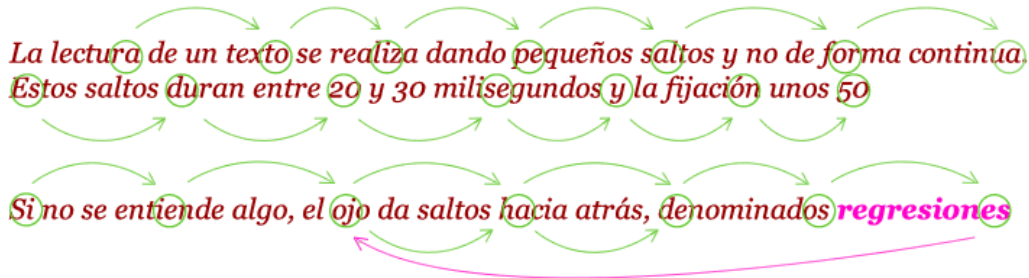 La lectura de un texto se realiza dando pequeños saltos y no de forma continua.
Estos saltos duran entre 20 y 30 milisegundos y la fijación unos 50
Si no se entiende algo, el ojo da saltos hacia atrás, denominados regresiones